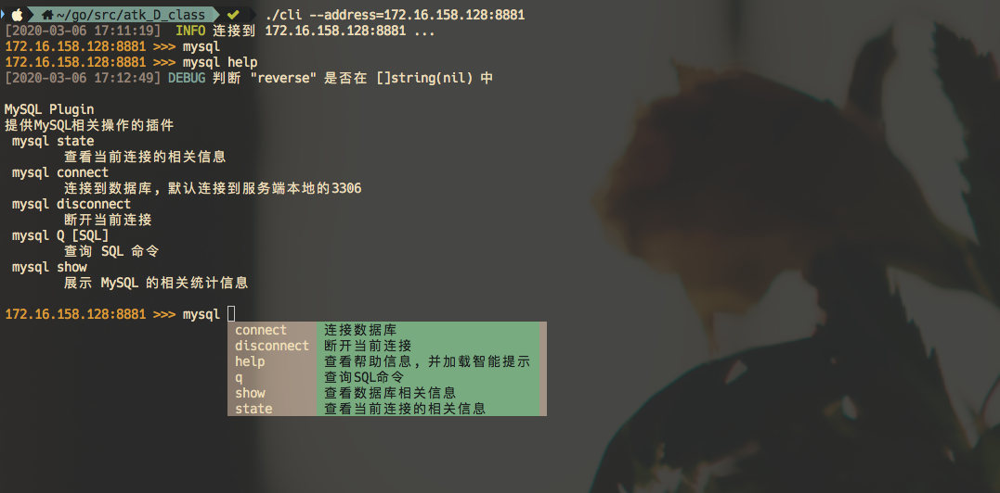 ~/go/src/atk_D_class ./cli --address=172.16.158.128:8881
[2020-03-06 17:11:19] INFO 连接到 172.16.158.128:8881 ...
172.16.158.128:8881 >>> mysql
172.16.158.128:8881 >>> mysql help
[2020-03-06 17:12:49] DEBUG 判断 "reverse" 是否在 []string(nil) 中
MySQL Plugin
提供MySQL相关操作的插件
mysql state
查看当前连接的相关信息
mysql connect
连接到数据库，默认连接到服务端本地的3306
mysql disconnect
断开当前连接
mysql Q [SQL]
查询 SQL 命令
mysql show
展示 MySQL 的相关统计信息
172.16.158.128:8881 >>> mysql
connect 连接数据库
disconnect 断开当前连接
help 查看帮助信息，并加载智能提示
q 查询SQL命令
show 查看数据库相关信息
state 查看当前连接的相关信息